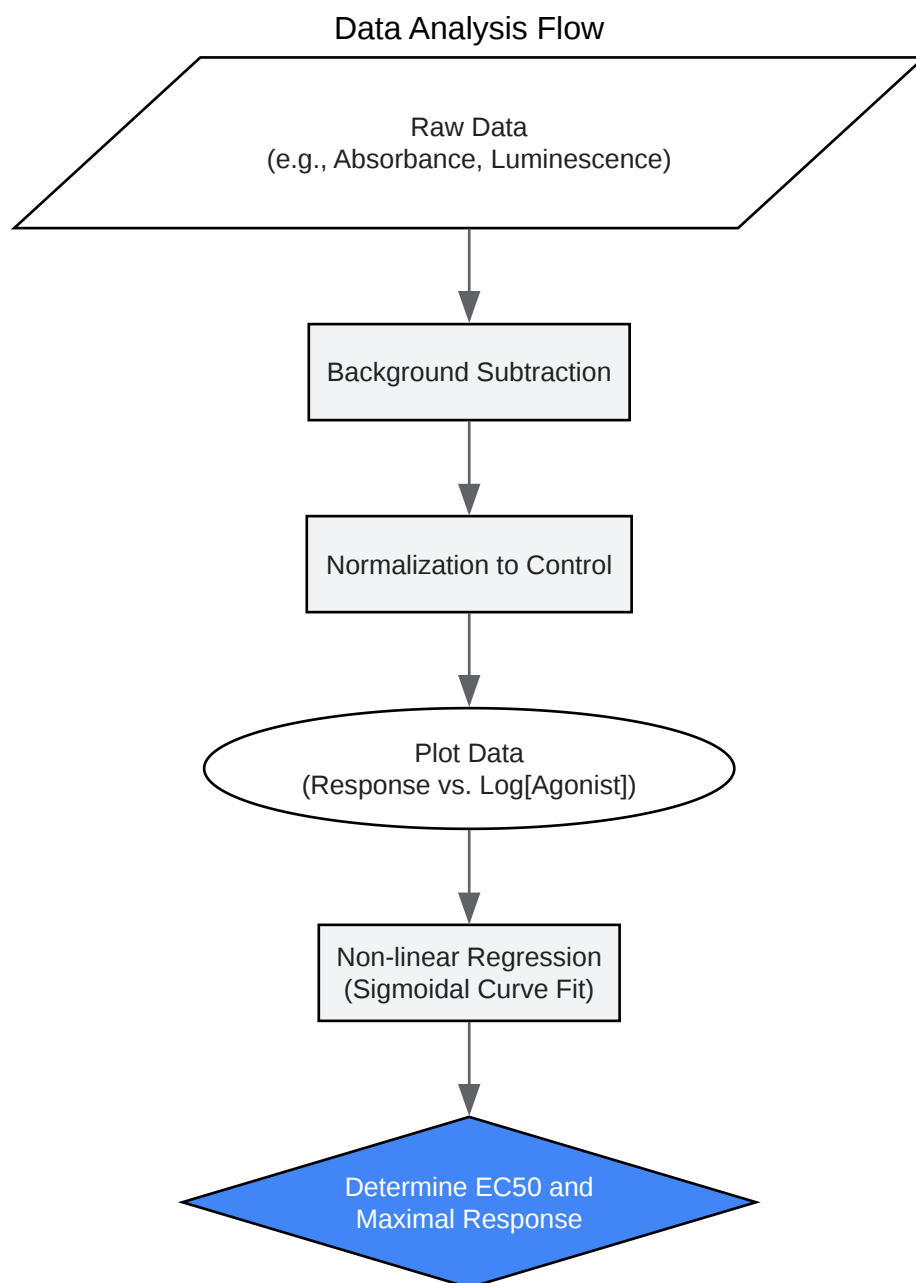 Data Analysis Flow
Raw Data
(e.g., Absorbance, Luminescence)
Background Subtraction
Normalization to Control
Plot Data
(Response vs. Log[Agonist])
Non-linear Regression
(Sigmoidal Curve Fit)
Determine EC50 and
Maximal Response